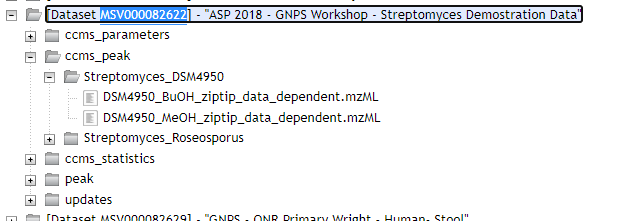 [Dataset MSV000082622] - "ASP 2018 - GNPS Workshop - Streptomyces Demostration Data"
ccms_parameters
ccms_peak
Streptomyces_DSM4950
DSM4950_BuOH_ziptip_data_dependent.mzML
DSM4950_MeOH_ziptip_data_dependent.mzML
Streptomyces_Roseosporus
ccms_statistics
peak
updates
[Dataset MSV000082629] - "GNPS - ONR Primary Wright - Human- Stool"